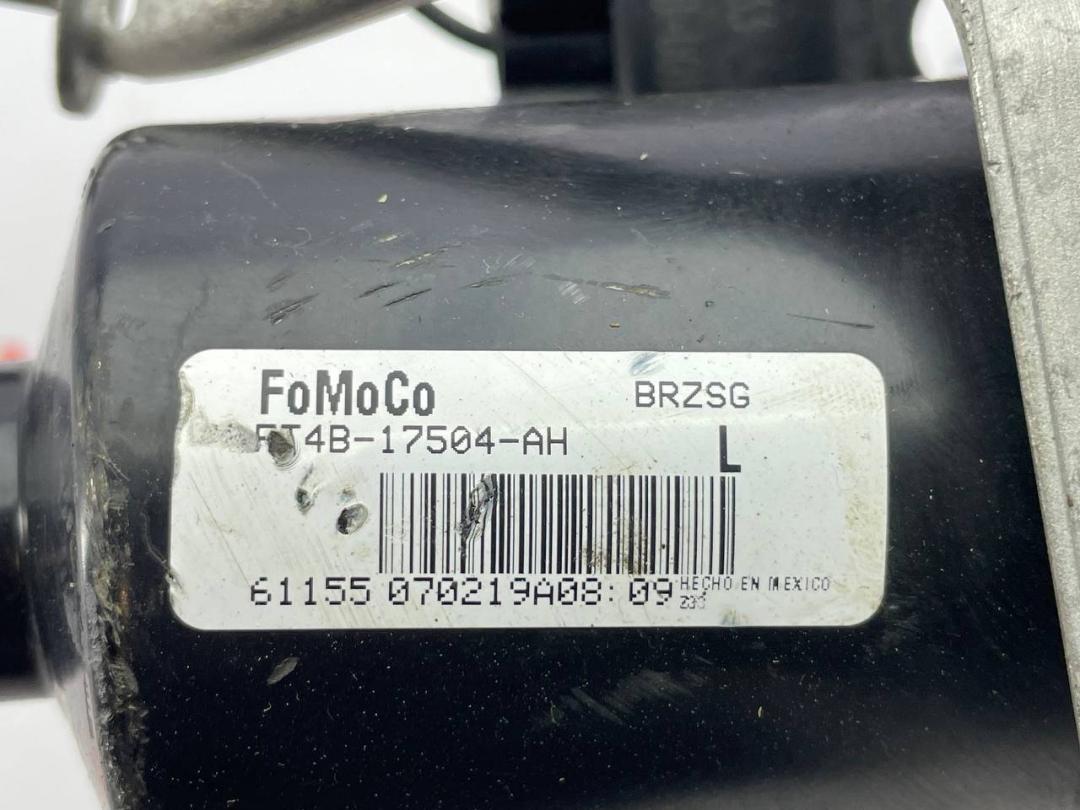 FoMoCo BRZSG
FT4B-17504-AH L
61155 070219A08:09 HECHO EN MEXICO